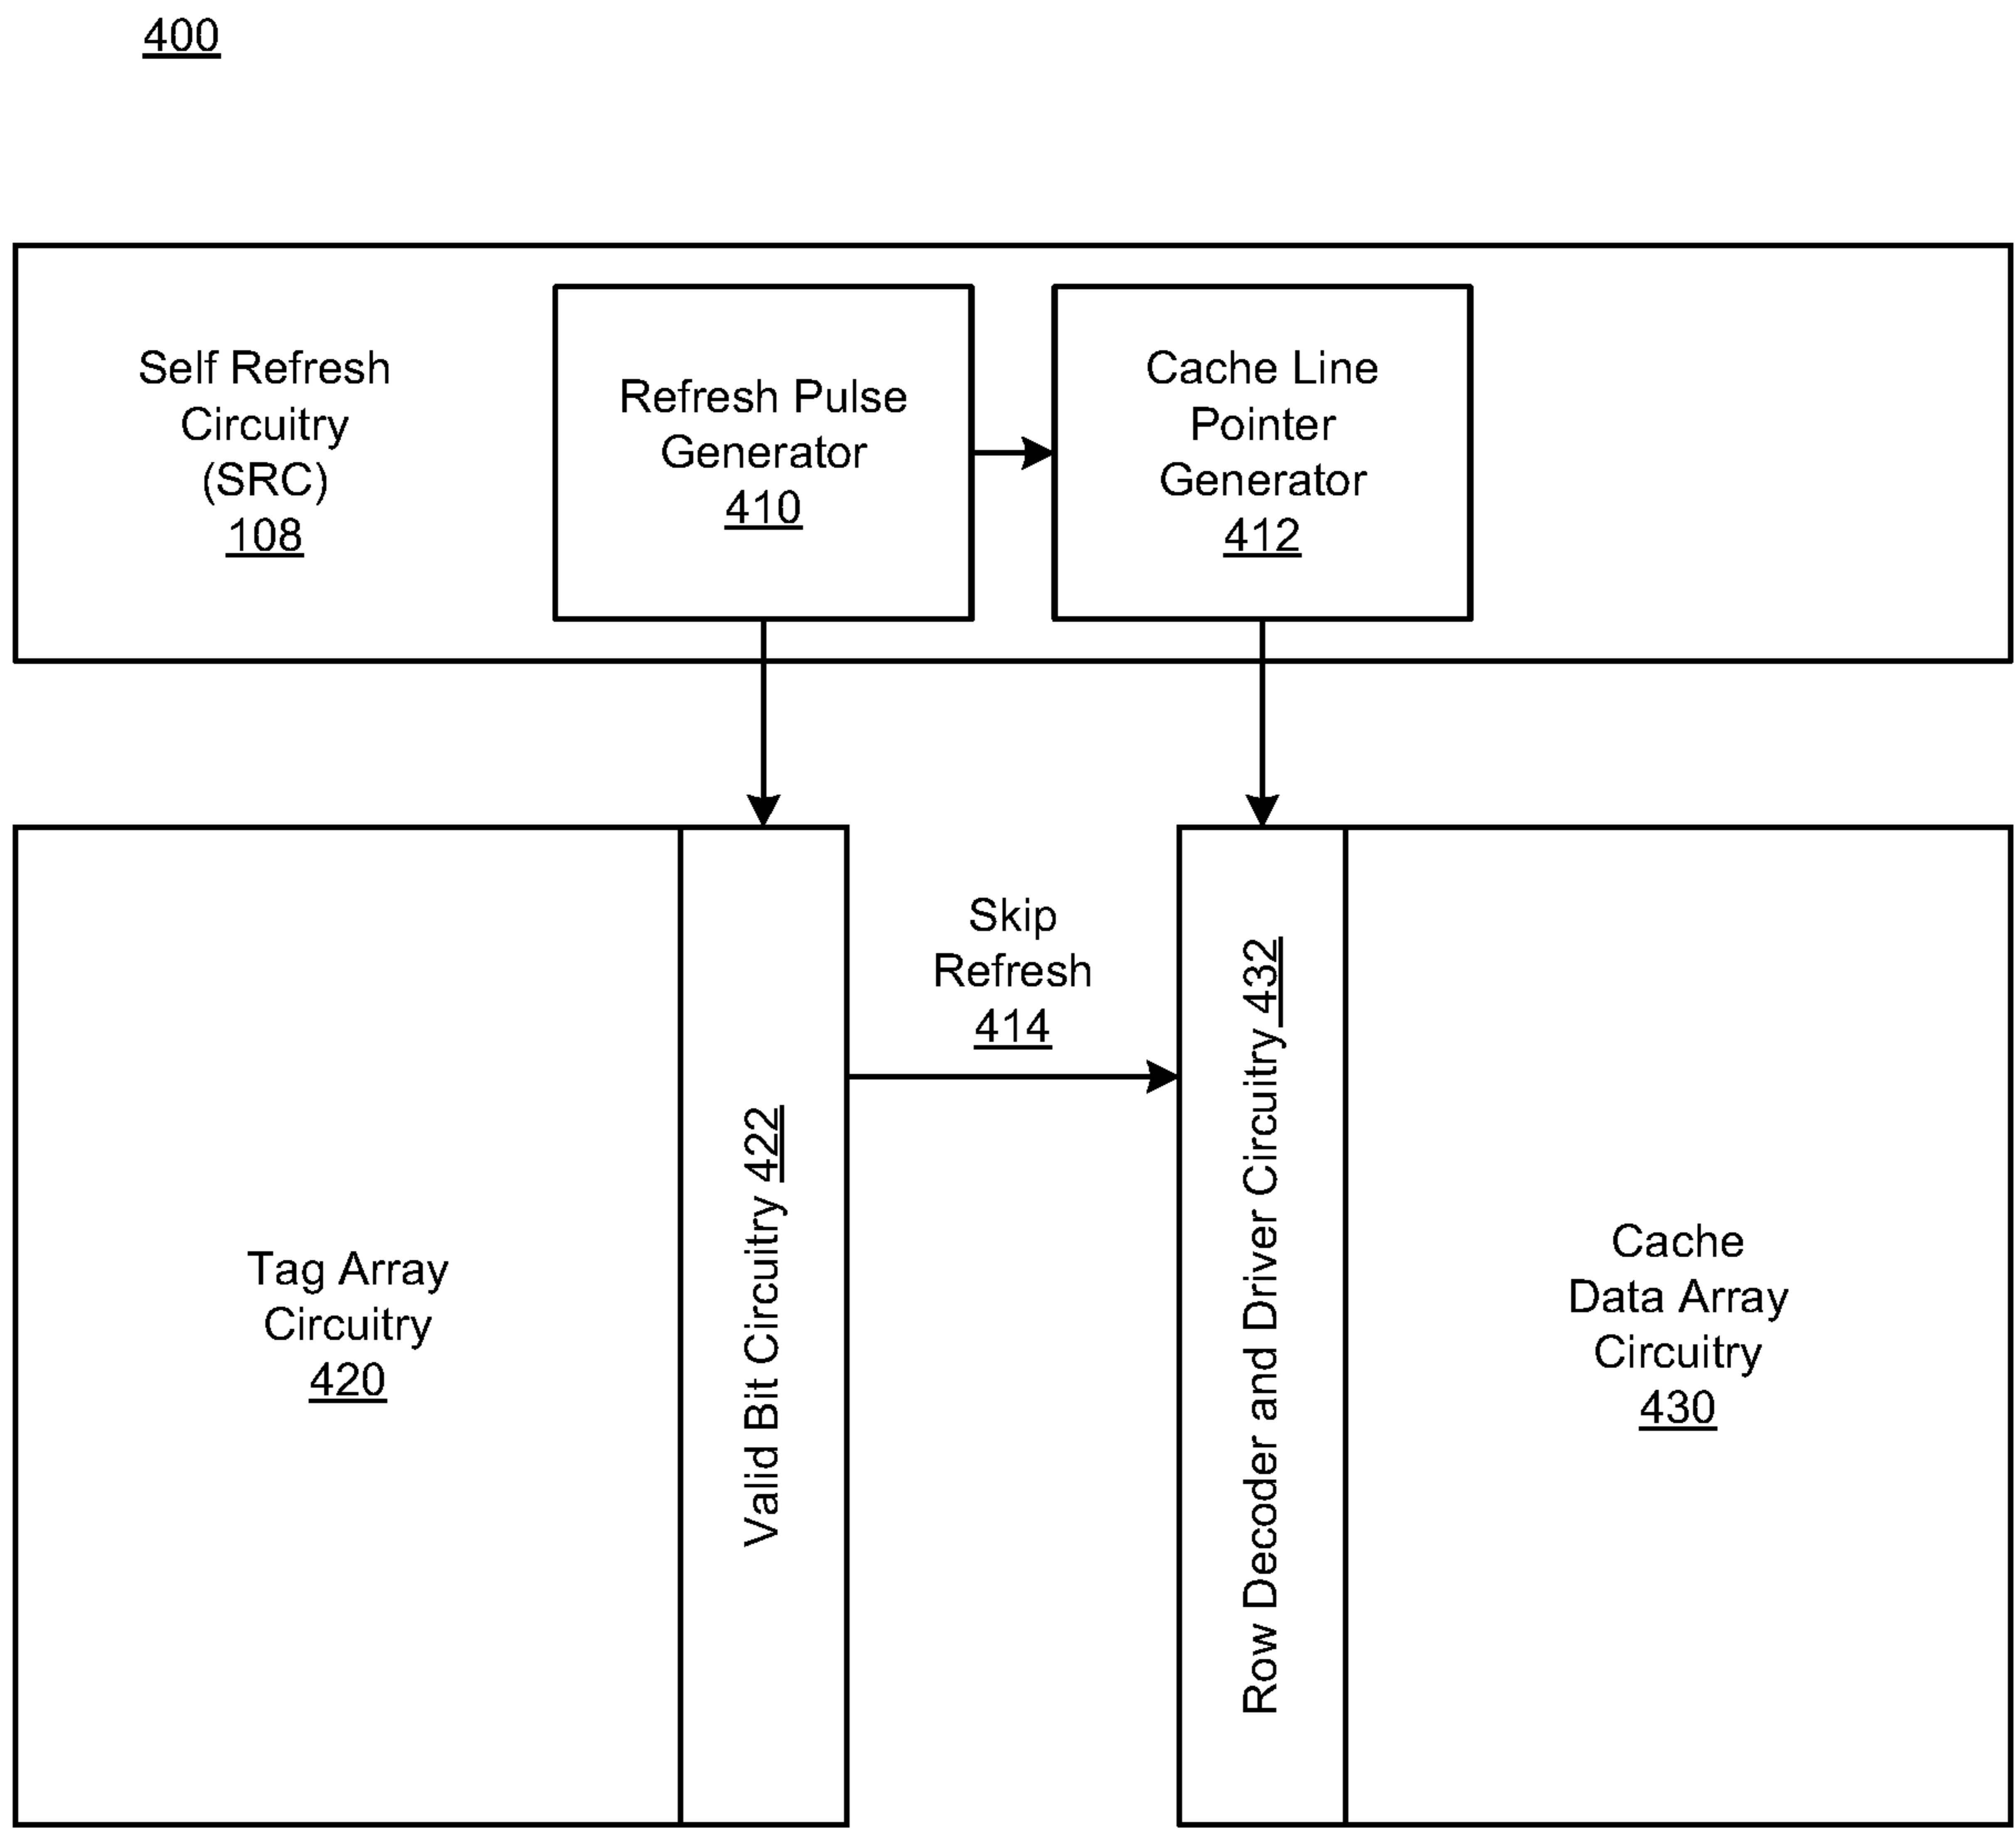 400
Self Refresh
Circuitry
(SRC)
108
Refresh Pulse
Generator
410
Cache Line
Pointer
Generator
412
Tag Array
Circuitry
420
Valid Bit Circuitry 422
Skip
Refresh
414
Row Decoder and Driver Circuitry 432
Cache
Data Array
Circuitry
430